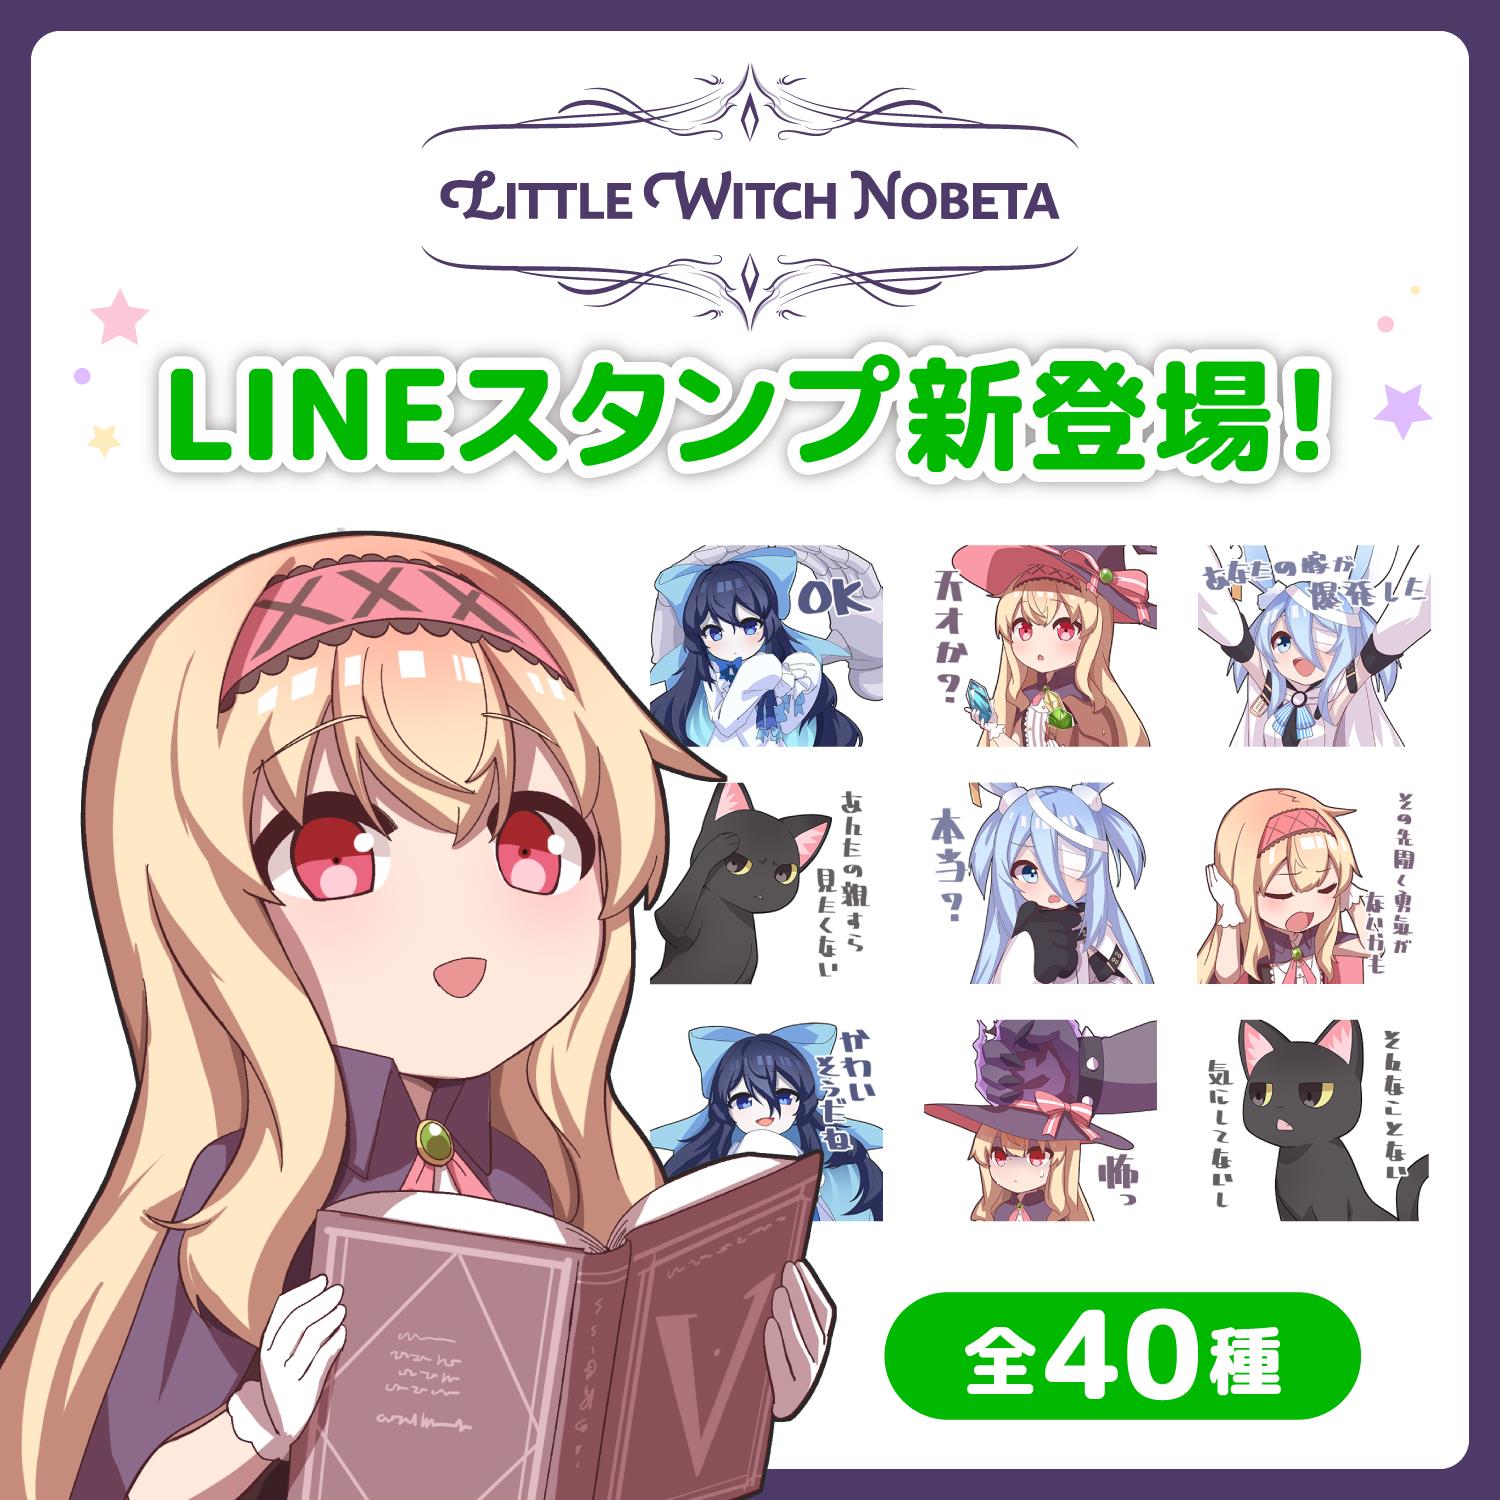 LITTLE WITCH NOBETA
LINEスタンプ新登場!
OK
天才か?
あなたの嫁が
爆発した
あんたの親すら
見たくない
本当?
その先聞く勇気が
ないかも
かわい
そうだね
怖っ
そんなことない
気にしてないし
V
全40種